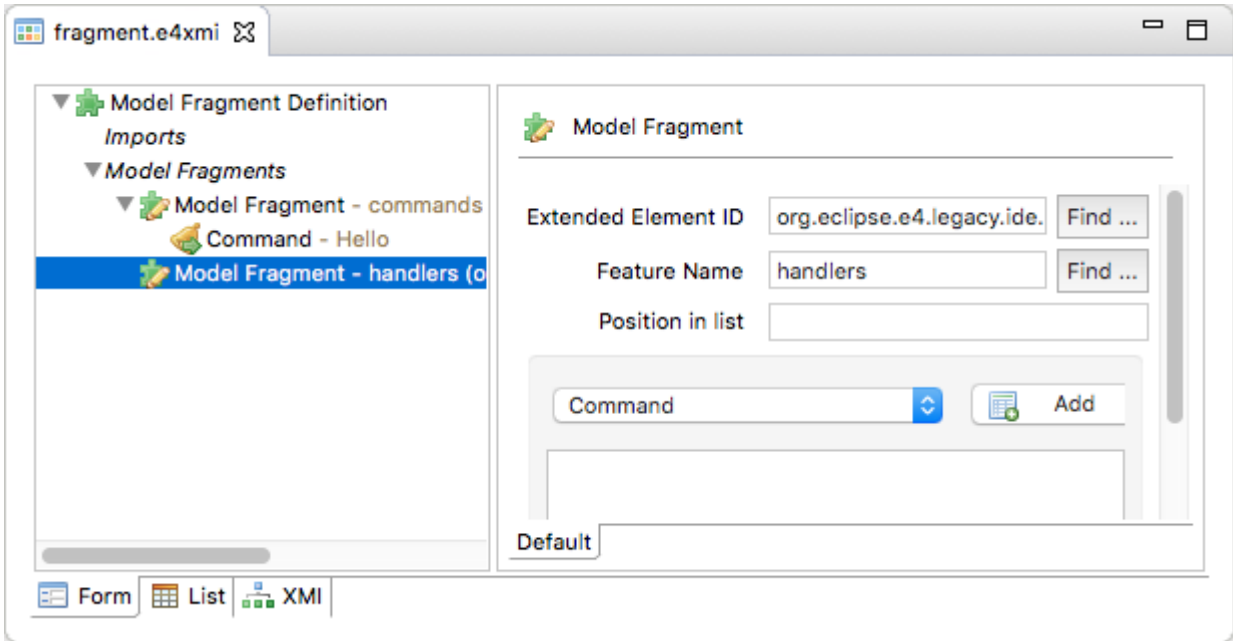 fragment.e4xmi
Model Fragment Definition
Imports
Model Fragments
Model Fragment - commands
Command - Hello
Model Fragment - handlers (o
Model Fragment
Extended Element ID org.eclipse.e4.legacy.ide. Find ...
Feature Name handlers Find ...
Position in list
Command Add
Default
Form List XMI